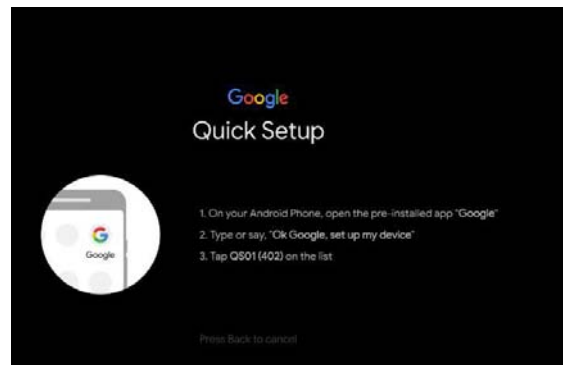 Google
Quick Setup
1. On your Android Phone, open the pre-installed app "Google"
2. Type or say, "Ok Google, set up my device"
3. Tap QS01 (402) on the list
G
Google
Press Back to cancel